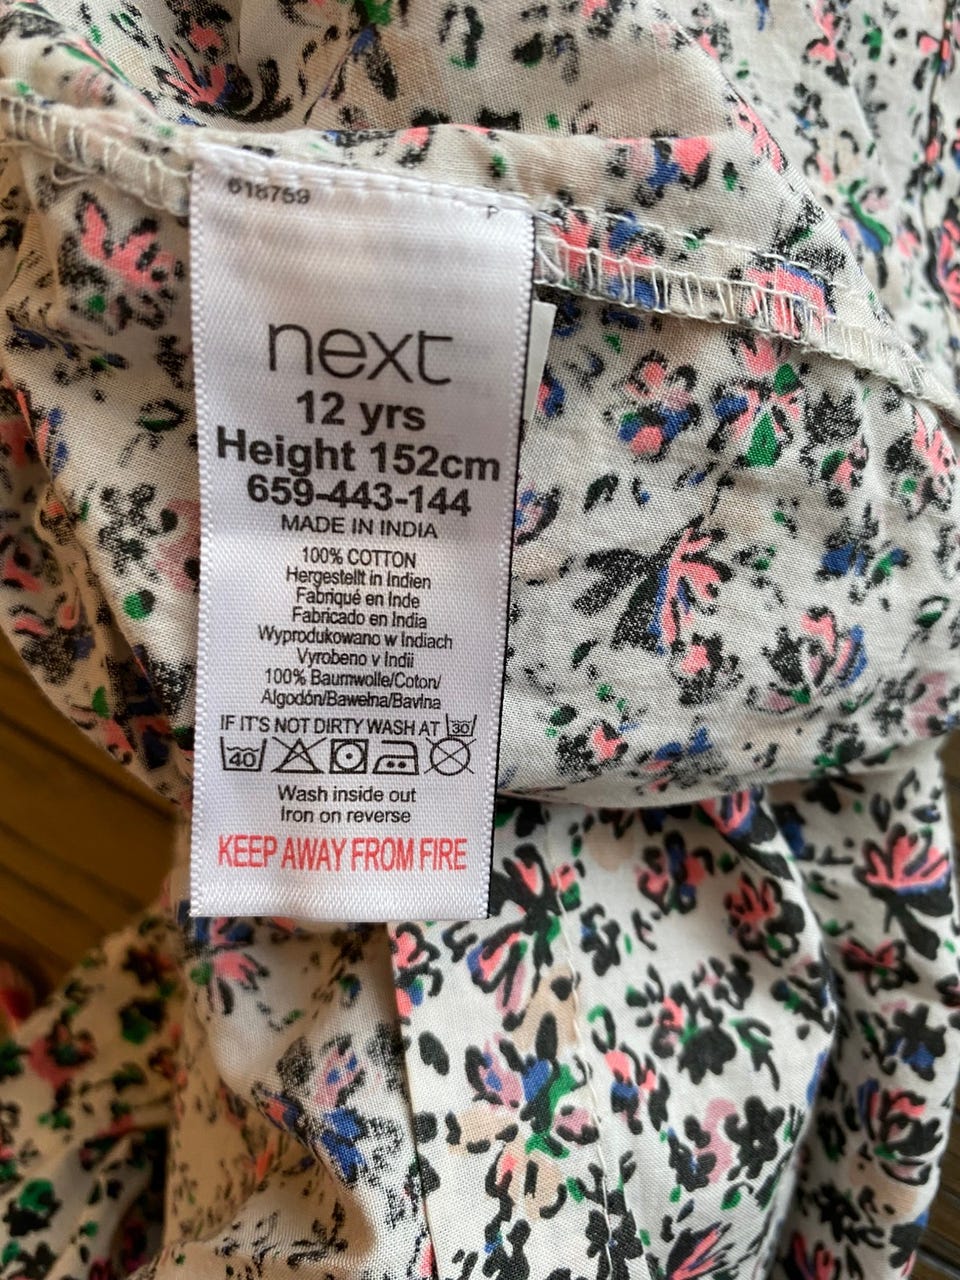 618759
P
next
12 yrs
Height 152cm
659-443-144
MADE IN INDIA
100% COTTON
Hergestellt in Indien
Fabriqué en Inde
Fabricado en India
Wyprodukowano w Indiach
Vyrobeno v Indii
100% Baumwolle/Coton/
Algodón/Bawełna/Bavlna
IF IT'S NOT DIRTY WASH AT 30
40
Wash inside out
Iron on reverse
KEEP AWAY FROM FIRE